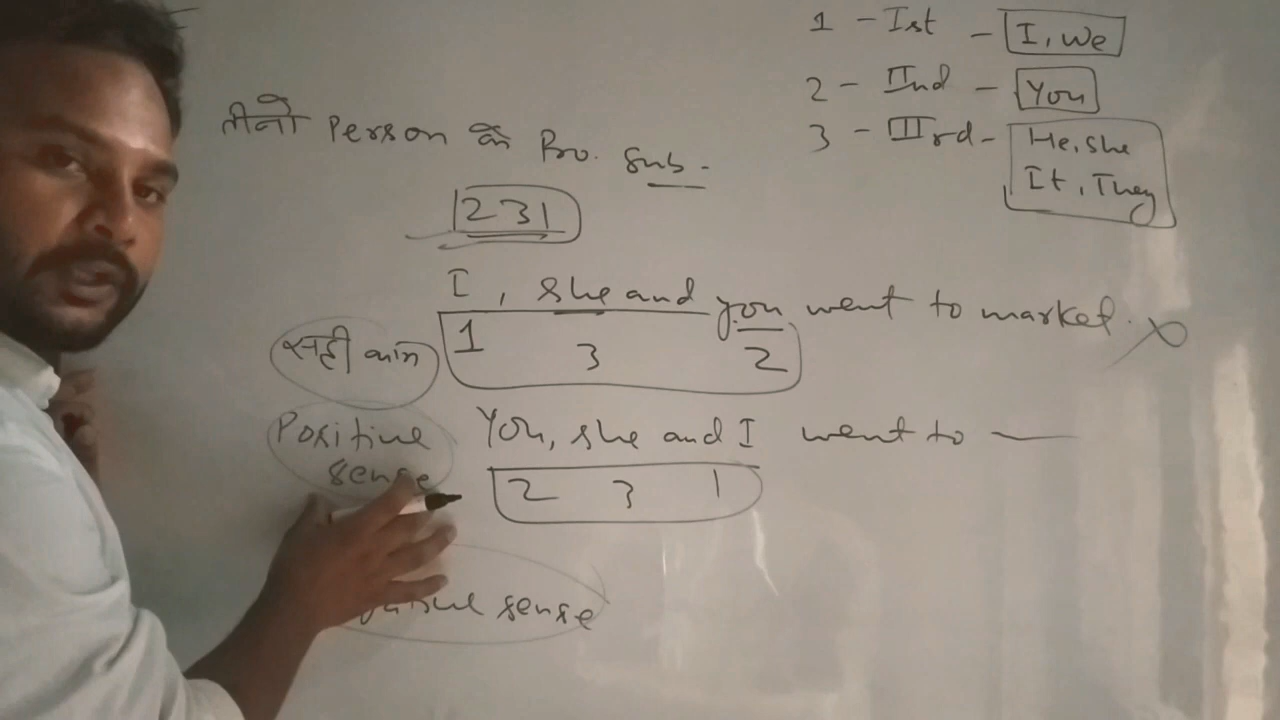 1 - Ist - I, We
2 - IInd - You
3 - IIIrd - He, she
It, They
तीनो Person के Pro. Sub.
231
I, she and you went to market. ×
1 3 2
सही काम
Positive sense
You, she and I went to —
2 3 1
sense